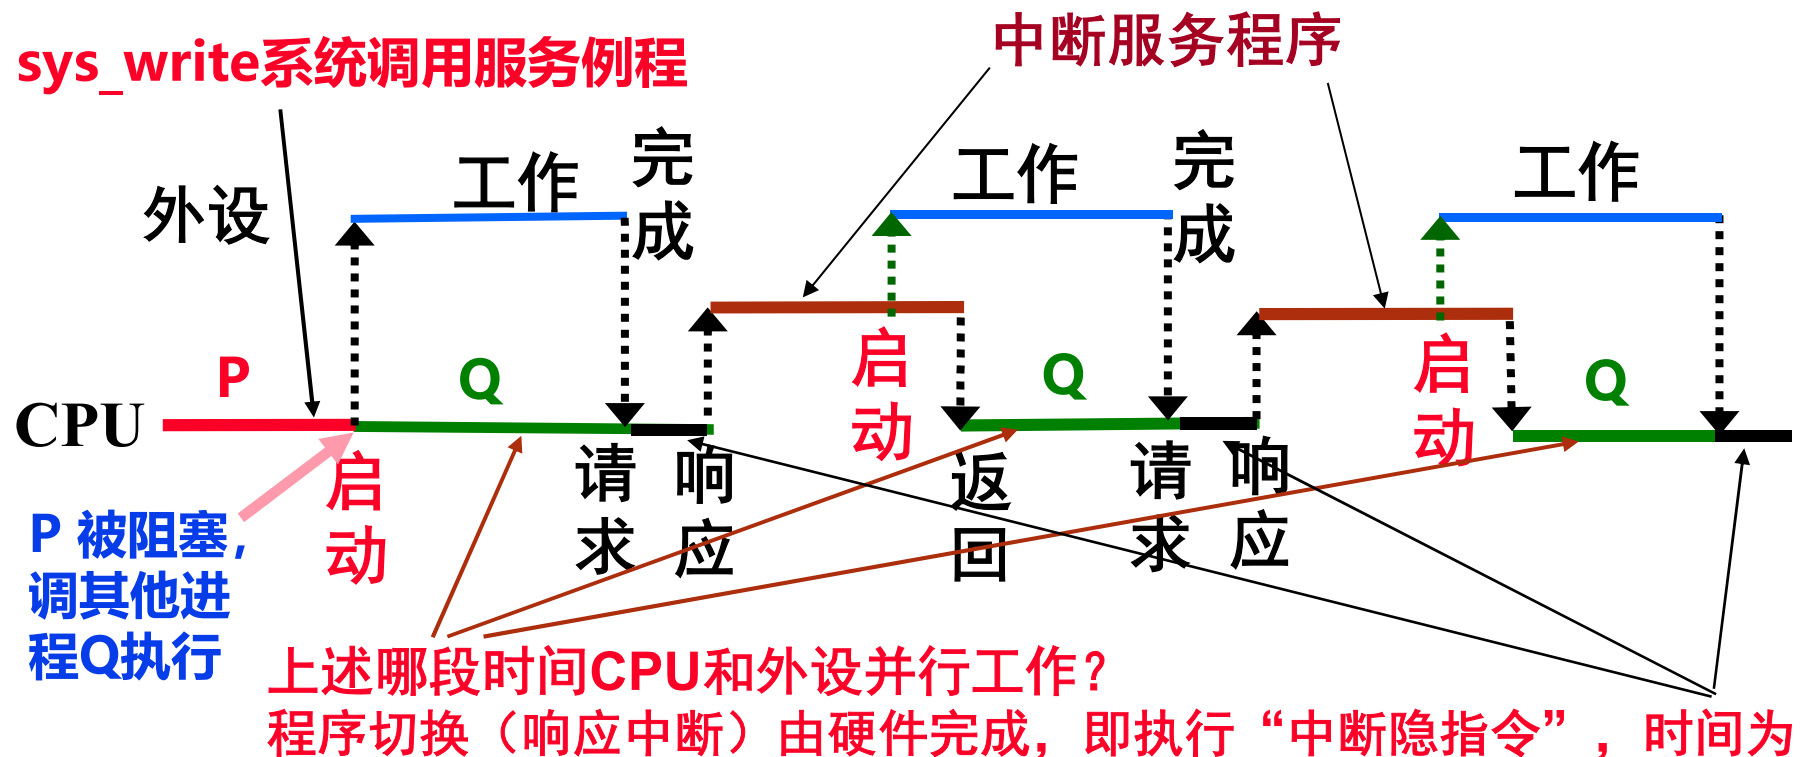 中断服务程序
sys_write系统调用服务例程
完成
完成
工作
工作
工作
外设
启动
启动
P
Q
Q
Q
CPU
启动
请求
响应
返回
请求
响应
P 被阻塞，
调其他进
程Q执行
上述哪段时间CPU和外设并行工作？
程序切换（响应中断）由硬件完成，即执行“中断隐指令”，时间为